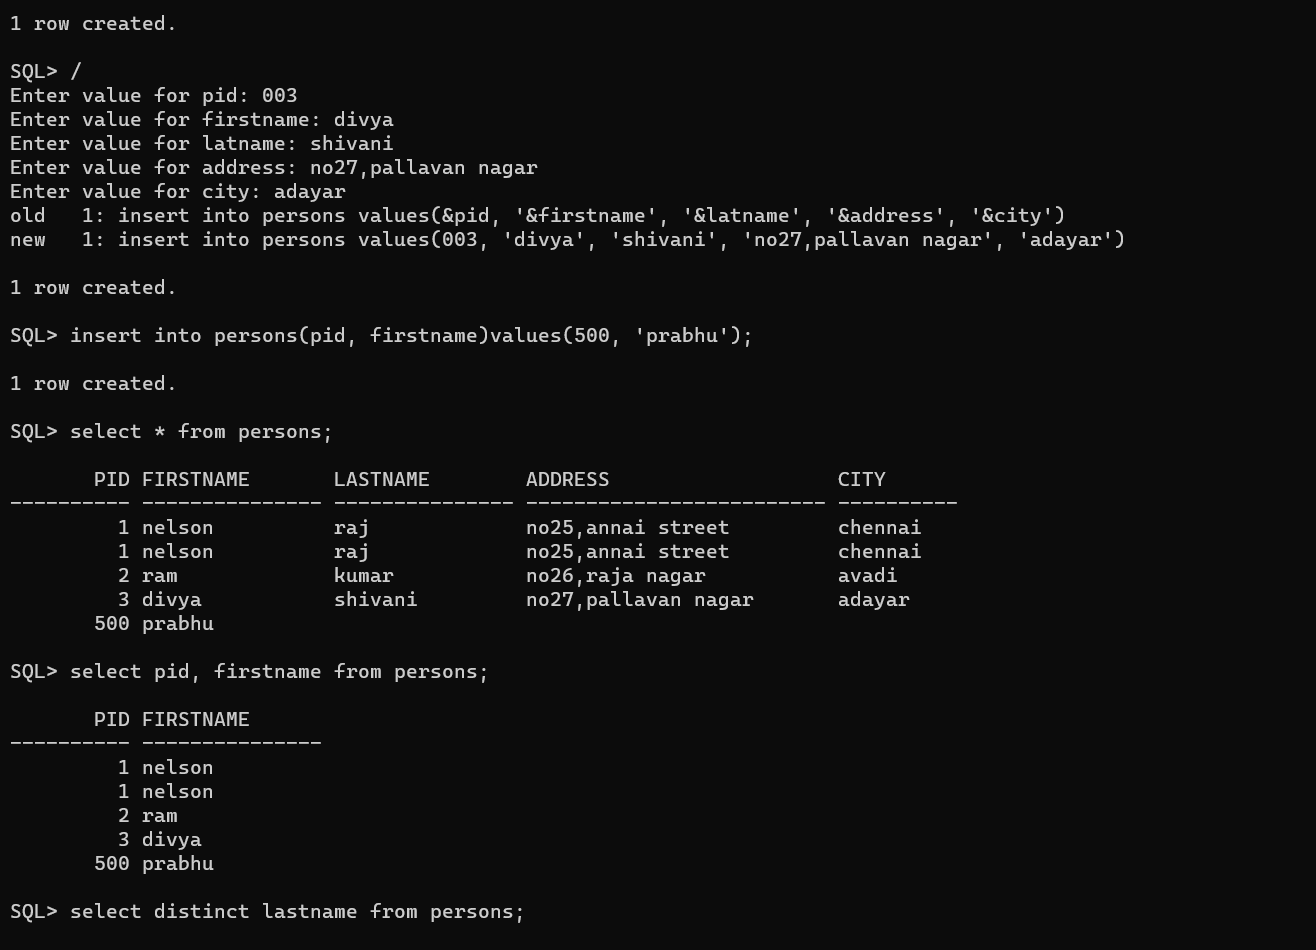 1 row created.
SQL> /
Enter value for pid: 003
Enter value for firstname: divya
Enter value for latname: shivani
Enter value for address: no27,pallavan nagar
Enter value for city: adayar
old   1: insert into persons values(&pid, '&firstname', '&latname', '&address', '&city')
new   1: insert into persons values(003, 'divya', 'shivani', 'no27,pallavan nagar', 'adayar')
1 row created.
SQL> insert into persons(pid, firstname)values(500, 'prabhu');
1 row created.
SQL> select * from persons;
       PID FIRSTNAME       LASTNAME        ADDRESS                   CITY
---------- --------------- --------------- ------------------------- ----------
         1 nelson          raj             no25,annai street         chennai
         1 nelson          raj             no25,annai street         chennai
         2 ram             kumar           no26,raja nagar           avadi
         3 divya           shivani         no27,pallavan nagar       adayar
       500 prabhu
SQL> select pid, firstname from persons;
       PID FIRSTNAME
---------- ---------------
         1 nelson
         1 nelson
         2 ram
         3 divya
       500 prabhu
SQL> select distinct lastname from persons;